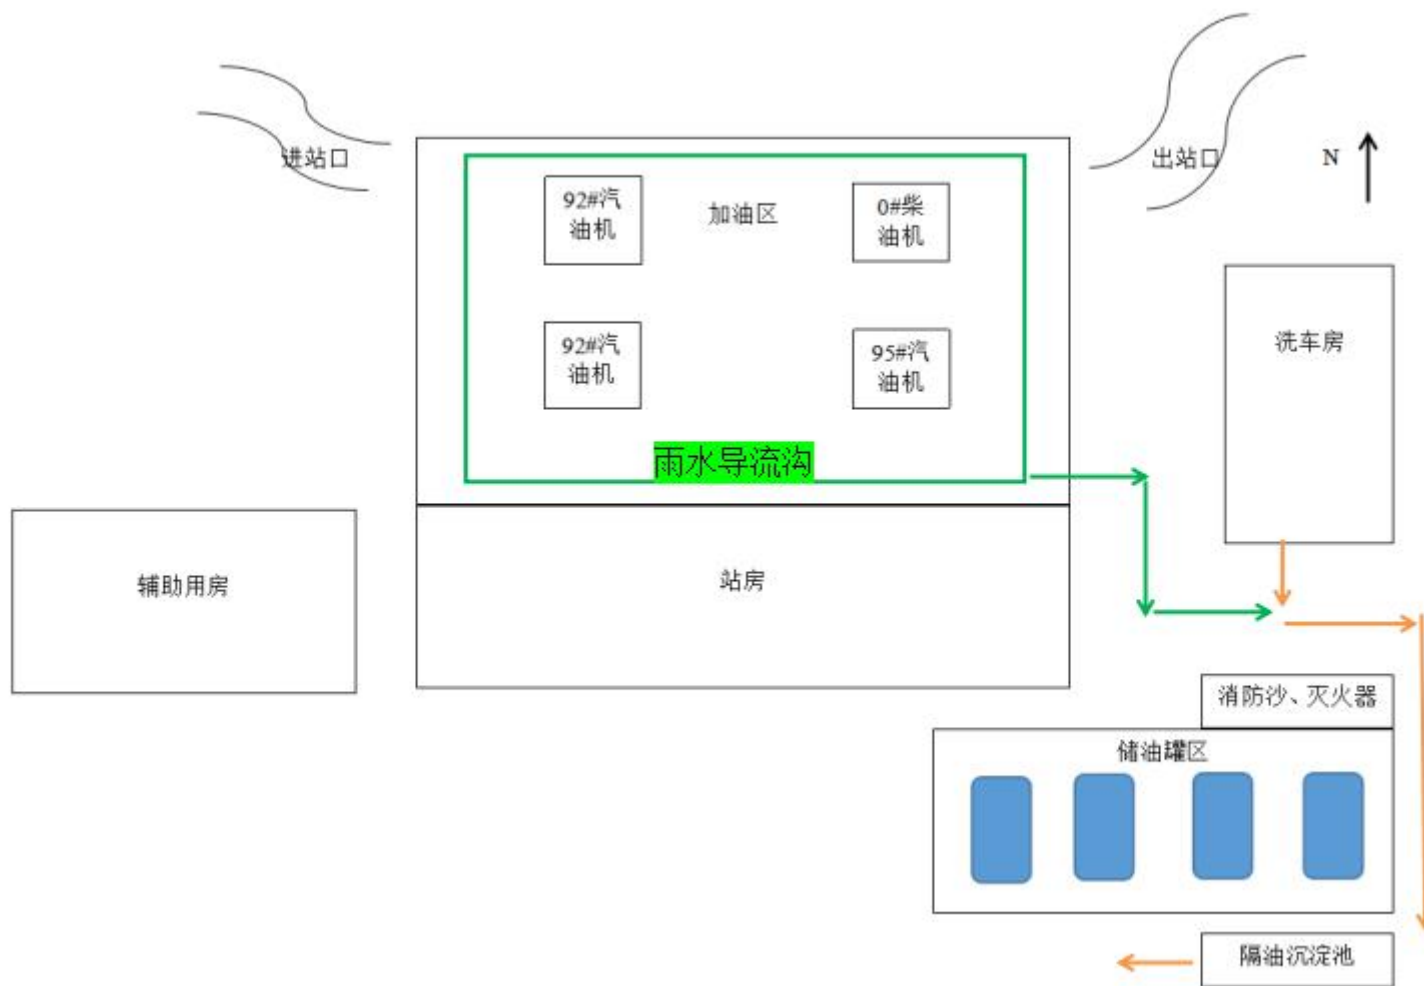 进站口
出站口
N
92#汽
油机
加油区
0#柴
油机
92#汽
油机
95#汽
油机
洗车房
雨水导流沟
辅助用房
站房
消防沙、灭火器
储油罐区
隔油沉淀池